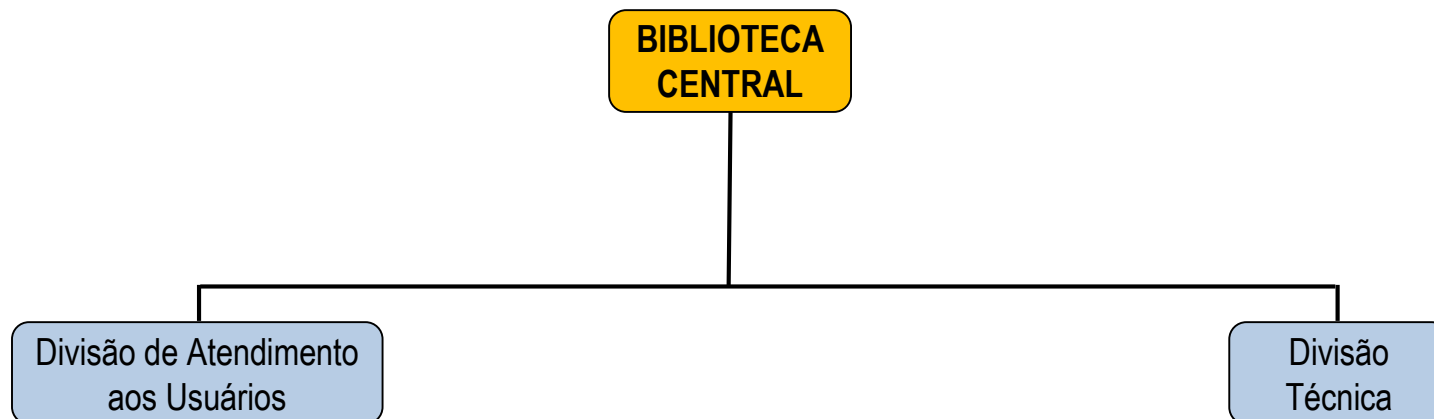 BIBLIOTECA
CENTRAL
Divisão de Atendimento
aos Usuários
Divisão
Técnica